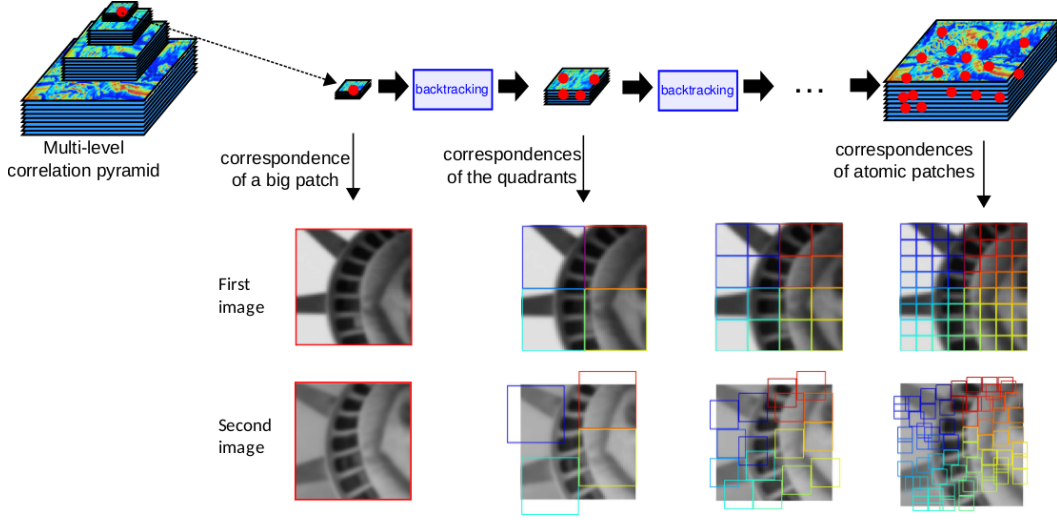 backtracking
backtracking
...
Multi-level
correlation pyramid
correspondence
of a big patch
correspondences
of the quadrants
correspondences
of atomic patches
First
image
Second
image